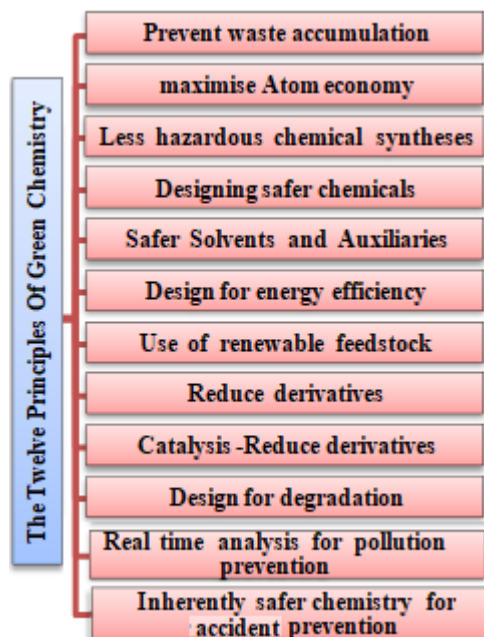 The Twelve Principles Of Green Chemistry
Prevent waste accumulation
maximise Atom economy
Less hazardous chemical syntheses
Designing safer chemicals
Safer Solvents and Auxiliaries
Design for energy efficiency
Use of renewable feedstock
Reduce derivatives
Catalysis -Reduce derivatives
Design for degradation
Real time analysis for pollution
prevention
Inherently safer chemistry for
accident prevention